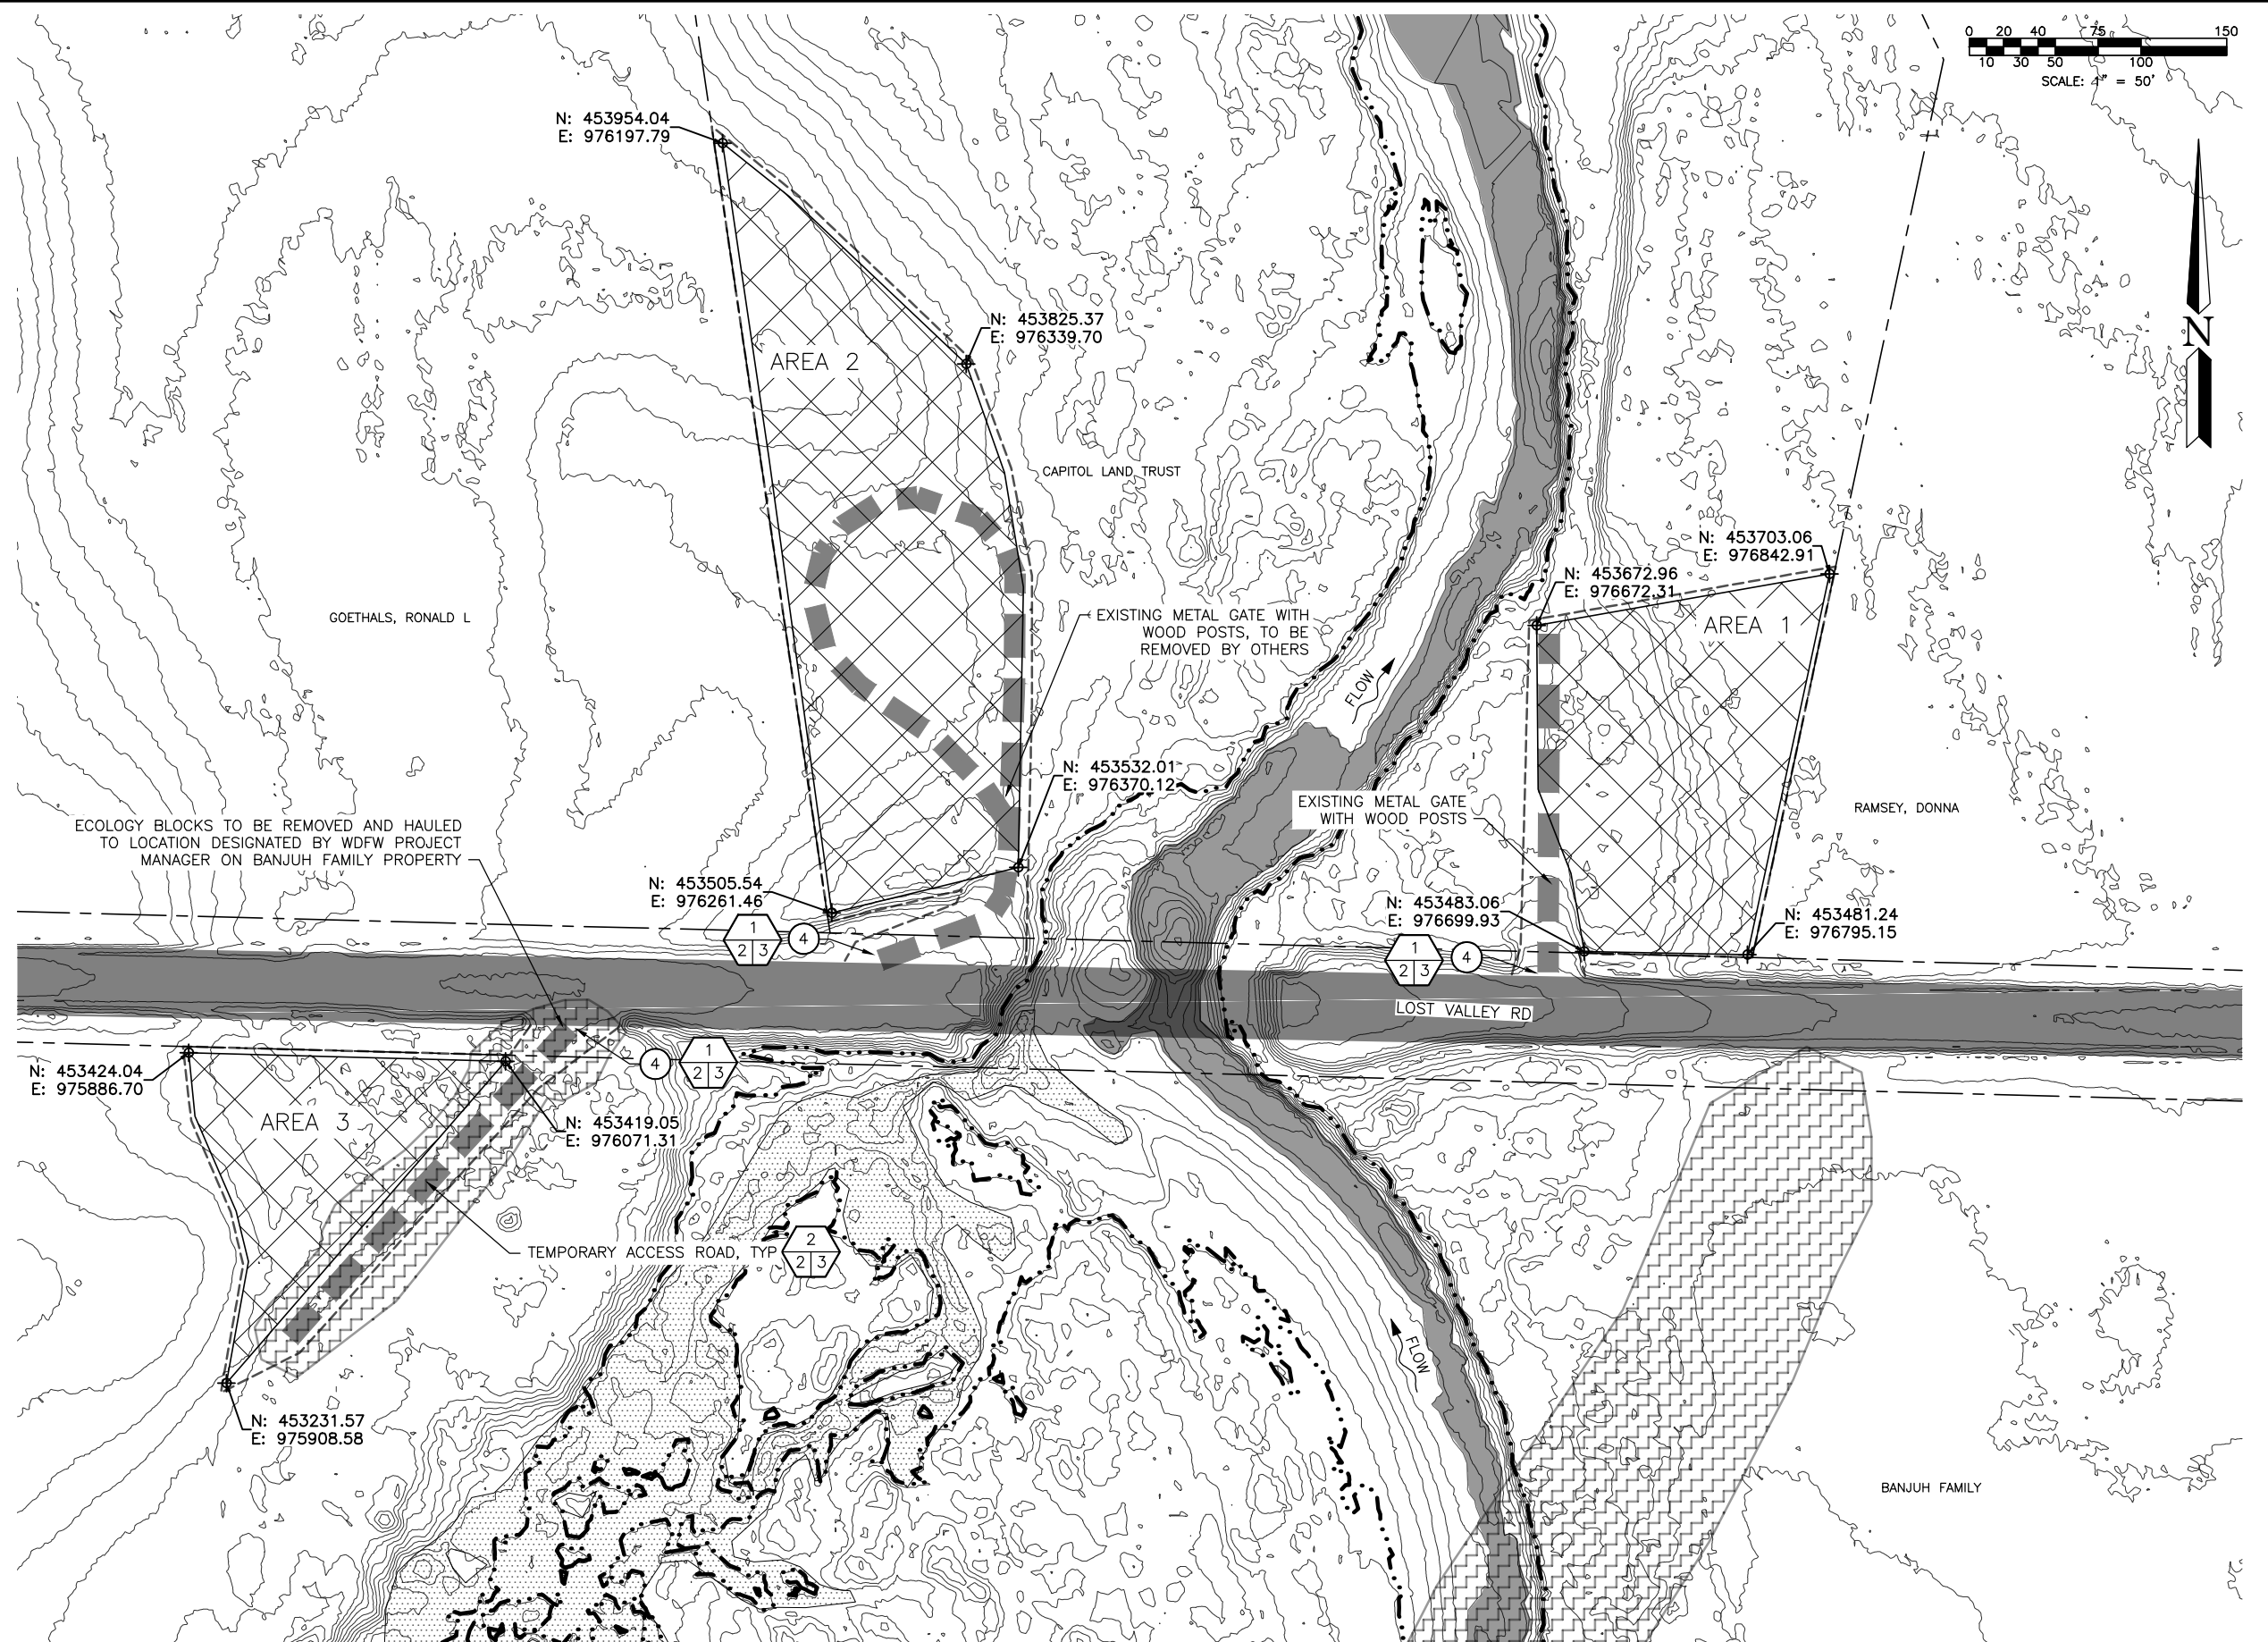 0 20 40 75 150
10 30 50 100
SCALE: 1" = 50'
N: 453954.04
E: 976197.79
N: 453825.37
E: 976339.70
AREA 2
N
CAPITOL LAND TRUST
N: 453703.06
E: 976842.91
N: 453672.96
E: 976672.31
AREA 1
GOETHALS, RONALD L
EXISTING METAL GATE WITH
WOOD POSTS, TO BE
REMOVED BY OTHERS
FLOW
N: 453532.01
E: 976370.12
EXISTING METAL GATE
WITH WOOD POSTS
RAMSEY, DONNA
ECOLOGY BLOCKS TO BE REMOVED AND HAULED
TO LOCATION DESIGNATED BY WDFW PROJECT
MANAGER ON BANJUH FAMILY PROPERTY
N: 453505.54
E: 976261.46
1
2 3
4
N: 453483.06
E: 976699.93
N: 453481.24
E: 976795.15
1
2 3
4
LOST VALLEY RD
N: 453424.04
E: 975886.70
4
1
2 3
AREA 3
N: 453419.05
E: 976071.31
TEMPORARY ACCESS ROAD, TYP
2
2 3
FLOW
N: 453231.57
E: 975908.58
BANJUH FAMILY